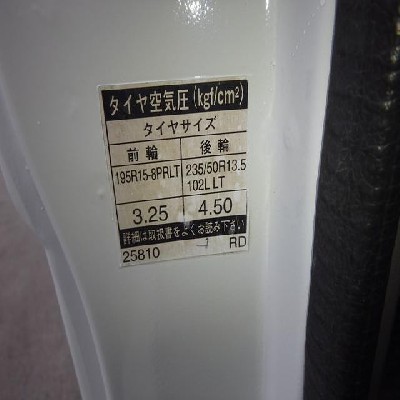 タイヤ空気圧(kgf/cm²)
タイヤサイズ
前輪 後輪
195R15-8PRLT 235/50R13.5
102L LT
3.25 4.50
詳細は取扱書をよくお読み下さい
25810 RD